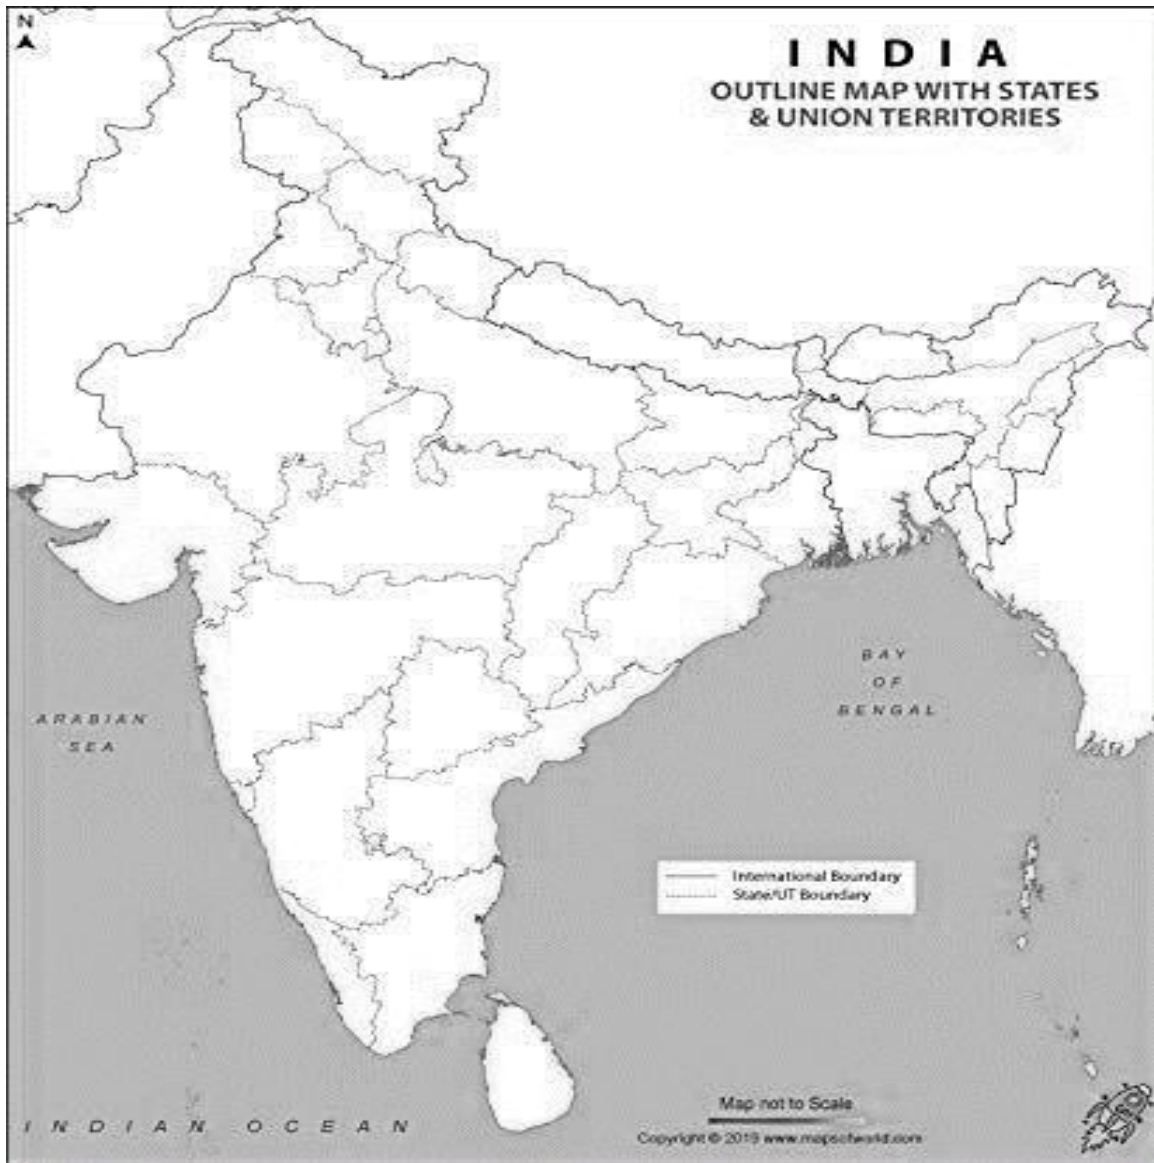 N
I N D I A
OUTLINE MAP WITH STATES
& UNION TERRITORIES
BAY
OF
BENGAL
ARABIAN
SEA
International Boundary
State/UT Boundary
Map not to Scale
INDIAN OCEAN
Copyright © 2019 www.mapsofworld.com